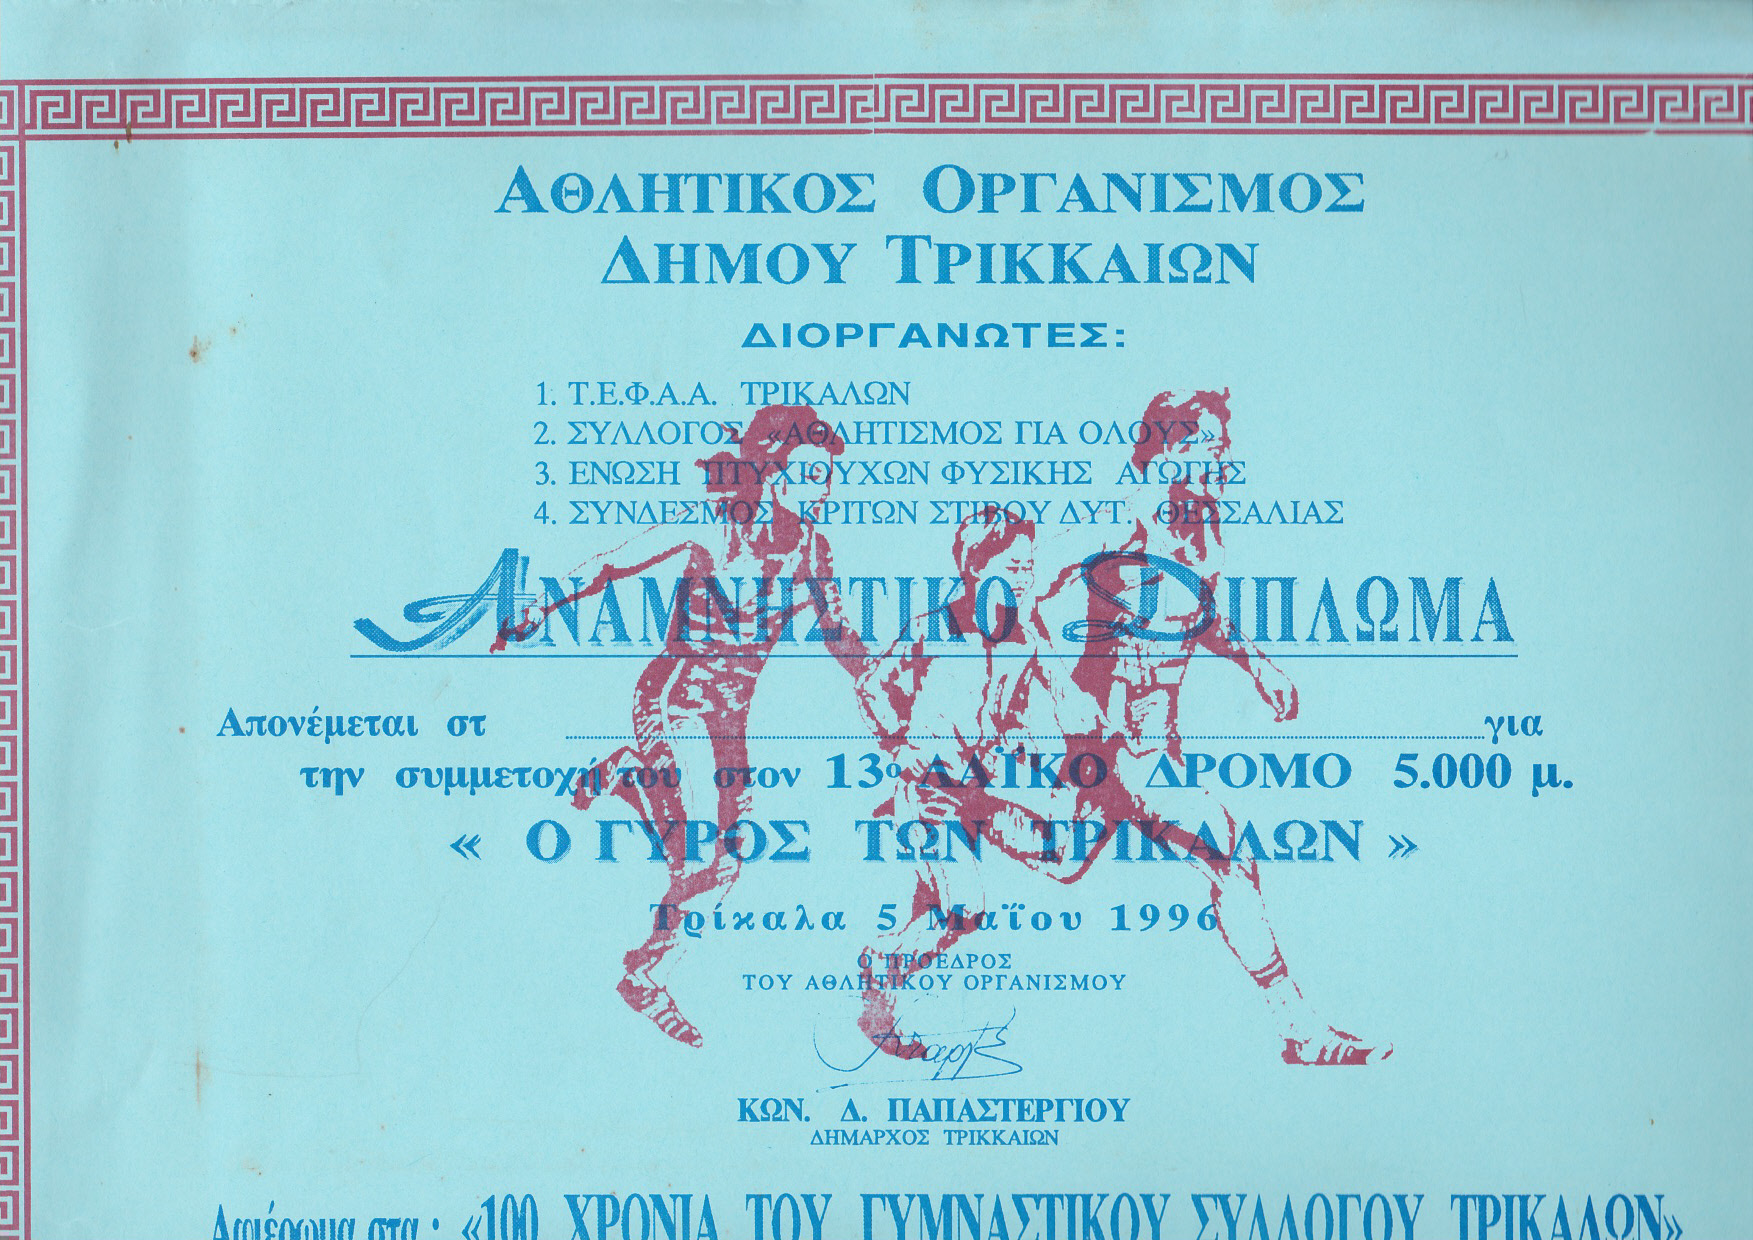 ΑΘΛΗΤΙΚΟΣ ΟΡΓΑΝΙΣΜΟΣ
ΔΗΜΟΥ ΤΡΙΚΚΑΙΩΝ
ΔΙΟΡΓΑΝΩΤΕΣ:
1. Τ.Ε.Φ.Α.Α. ΤΡΙΚΑΛΩΝ
2. ΣΥΛΛΟΓΟΣ «ΑΘΛΗΤΙΣΜΟΣ ΓΙΑ ΟΛΟΥΣ»
3. ΕΝΩΣΗ ΠΤΥΧΙΟΥΧΩΝ ΦΥΣΙΚΗΣ ΑΓΩΓΗΣ
4. ΣΥΝΔΕΣΜΟΣ ΚΡΙΤΩΝ ΣΤΙΒΟΥ ΔΥΤ. ΘΕΣΣΑΛΙΑΣ
ΑΝΑΜΝΗΣΤΙΚΟ ΔΙΠΛΩΜΑ
Απονέμεται στ ........ για
την συμμετοχή του στον 13ο ΛΑΪΚΟ ΔΡΟΜΟ 5.000 μ.
« Ο ΓΥΡΟΣ ΤΩΝ ΤΡΙΚΑΛΩΝ »
Τρίκαλα 5 Μαΐου 1996
Ο ΠΡΟΕΔΡΟΣ
ΤΟΥ ΑΘΛΗΤΙΚΟΥ ΟΡΓΑΝΙΣΜΟΥ
ΚΩΝ. Δ. ΠΑΠΑΣΤΕΡΓΙΟΥ
ΔΗΜΑΡΧΟΣ ΤΡΙΚΚΑΙΩΝ
Αφιέρωμα στα : «100 ΧΡΟΝΙΑ ΤΟΥ ΓΥΜΝΑΣΤΙΚΟΥ ΣΥΛΛΟΓΟΥ ΤΡΙΚΑΛΩΝ»